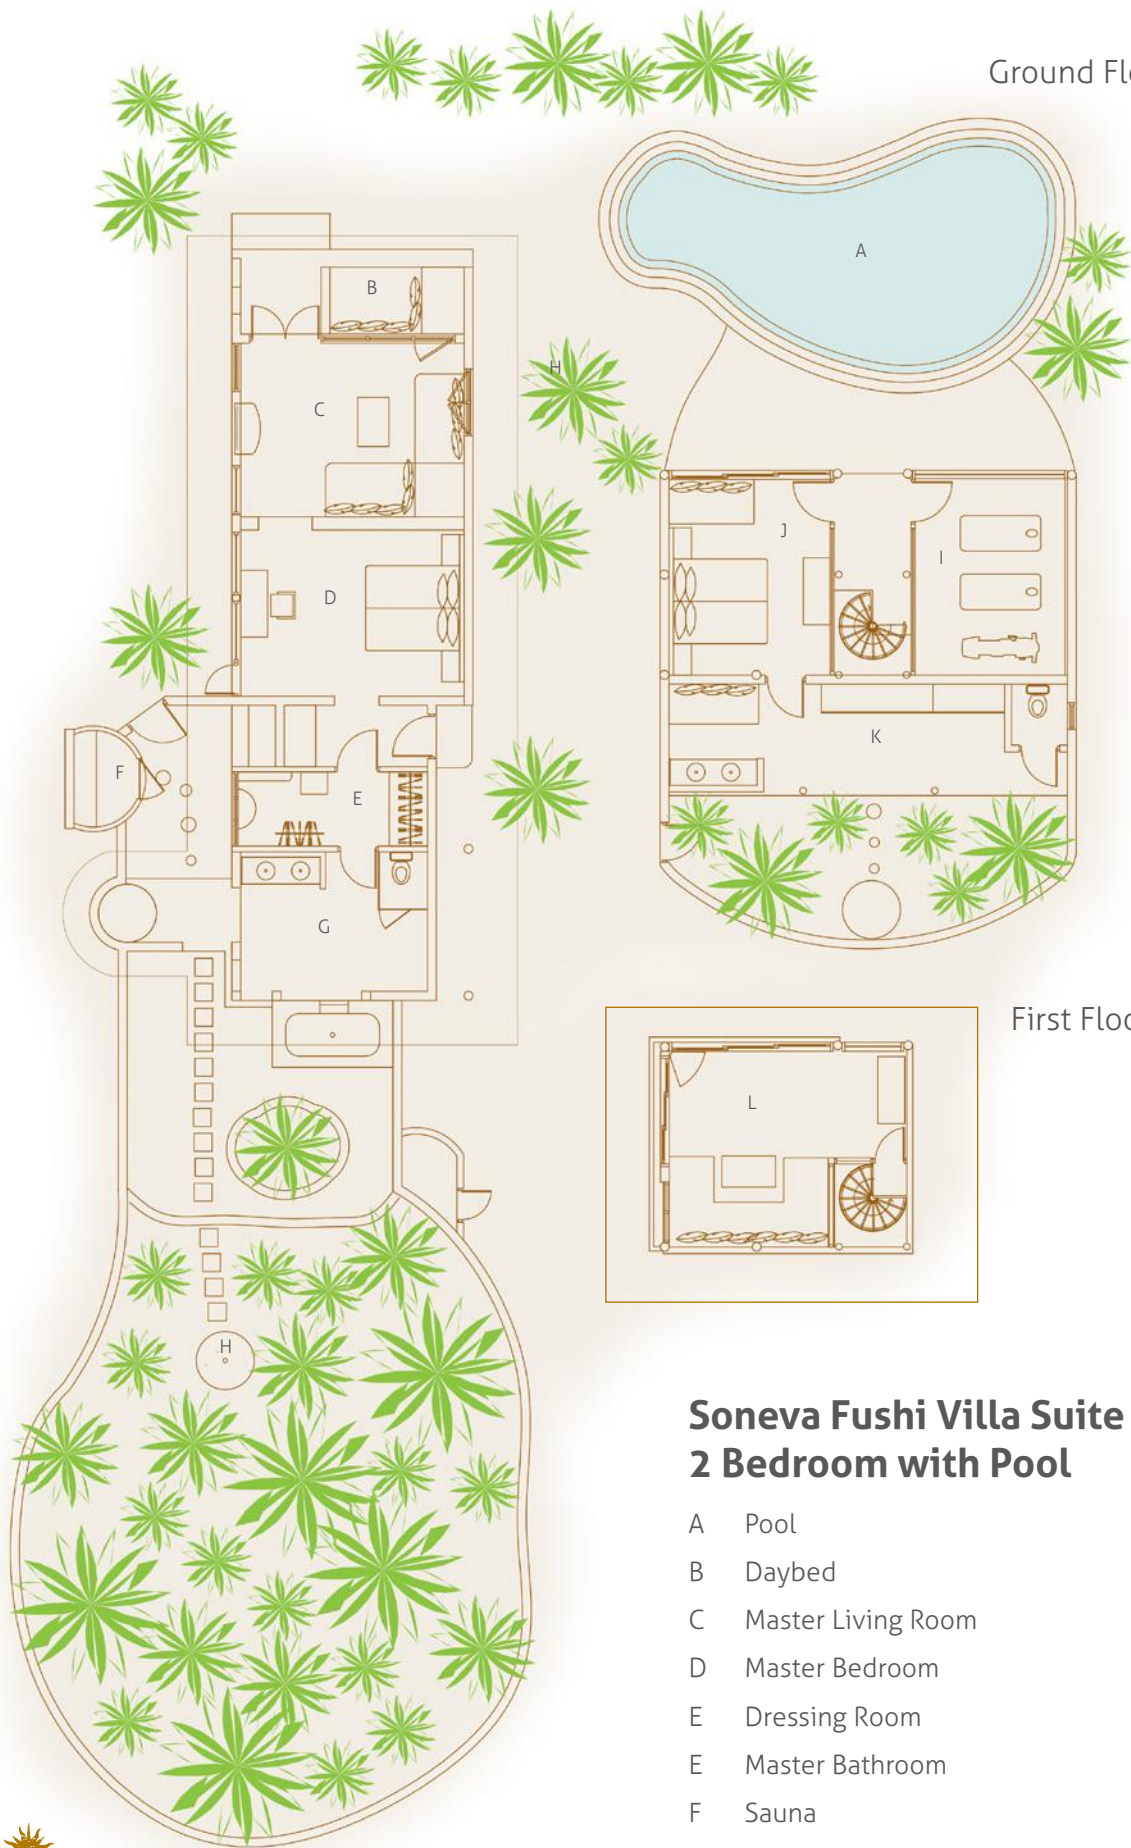 Ground Flo
A
B
C
H
J
I
D
F
K
E
G
First Floo
L
H
Soneva Fushi Villa Suite
2 Bedroom with Pool
A Pool
B Daybed
C Master Living Room
D Master Bedroom
E Dressing Room
E Master Bathroom
F Sauna